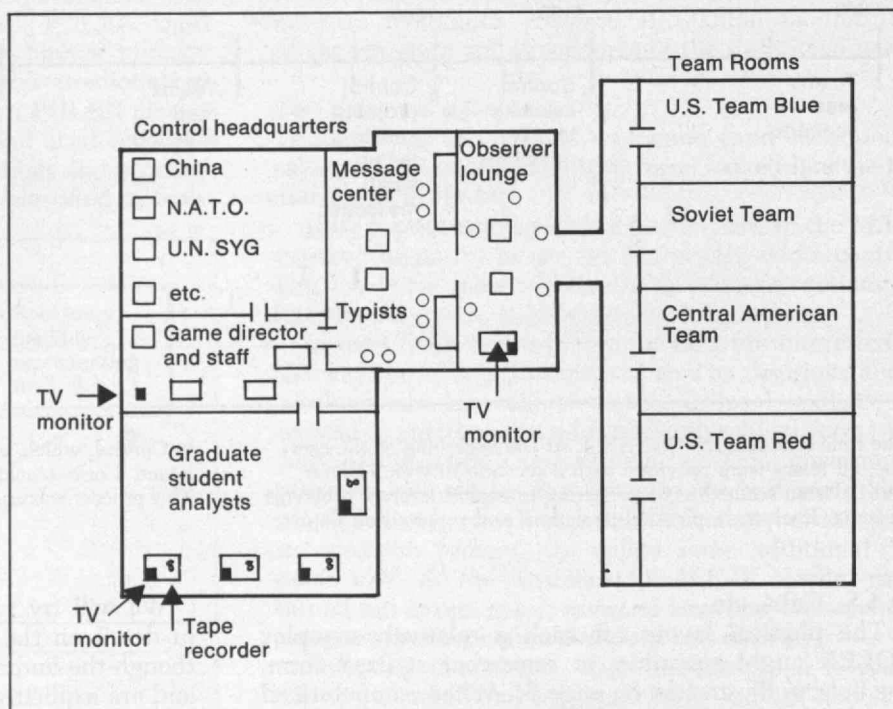 Team Rooms
U.S. Team Blue
Control headquarters
China
N.A.T.O.
U.N. SYG
etc.
Game director
and staff
Message
center
Typists
Observer
lounge
Soviet Team
Central American
Team
U.S. Team Red
TV
monitor
TV
monitor
Graduate
student
analysts
TV
monitor
Tape
recorder